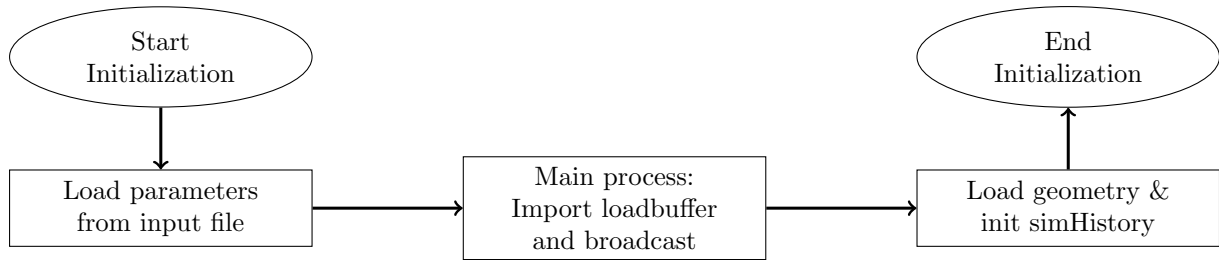 Start
Initialization
Load parameters
from input file
Main process:
Import loadbuffer
and broadcast
Load geometry &
init simHistory
End
Initialization